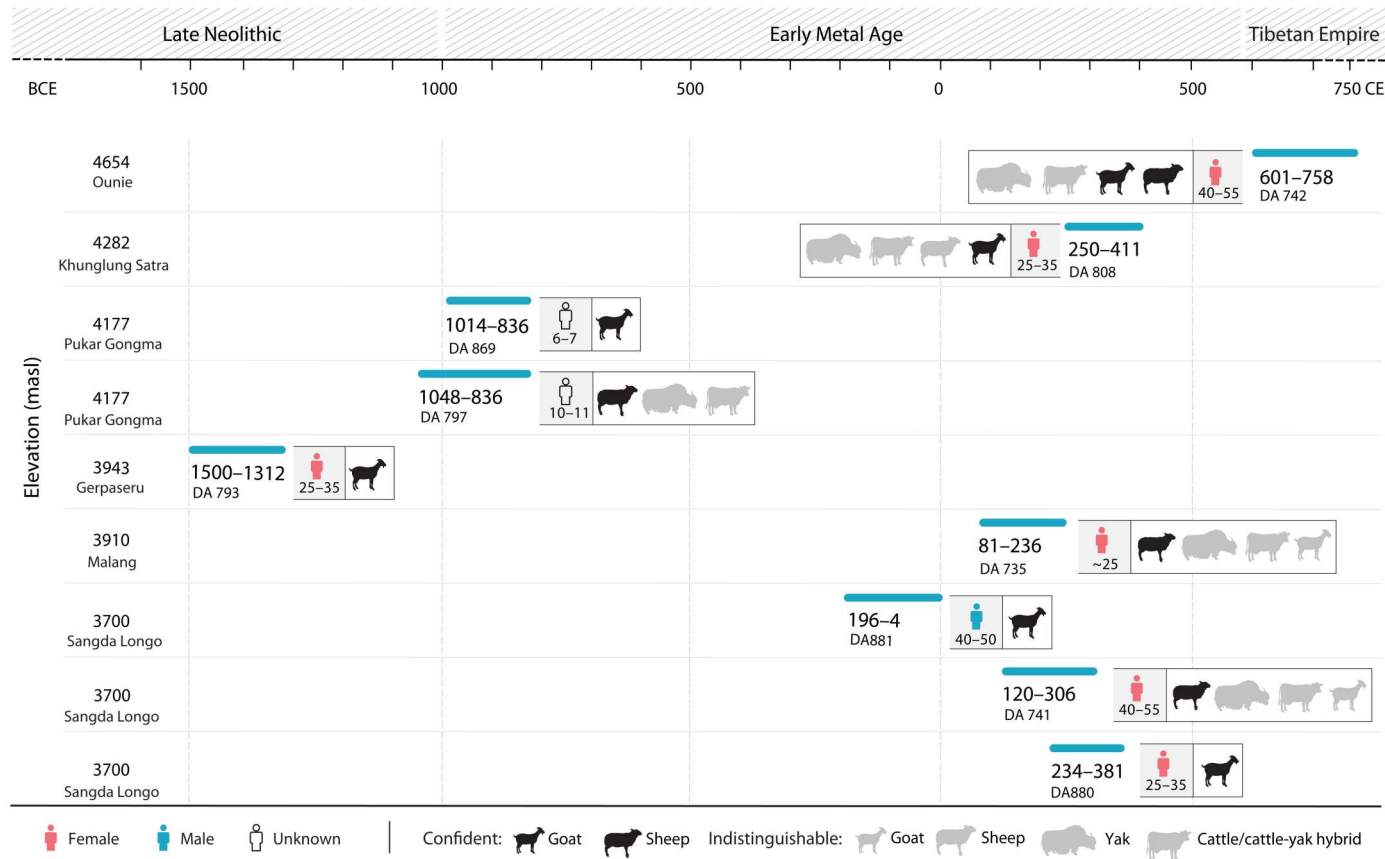 Late Neolithic Early Metal Age Tibetan Empire
BCE 1500 1000 500 0 500 750 CE
Elevation (masl)
4654
Ounie
40–55
601–758
DA 742
4282
Khunglung Satra
25–35
250–411
DA 808
4177
Pukar Gongma
1014–836
DA 869
6–7
4177
Pukar Gongma
1048–836
DA 797
10–11
3943
Gerpaseru
1500–1312
DA 793
25–35
3910
Malang
81–236
DA 735
~25
3700
Sangda Longo
196–4
DA881
40–50
3700
Sangda Longo
120–306
DA 741
40–55
3700
Sangda Longo
234–381
DA880
25–35
Female Male Unknown Confident: Goat Sheep Indistinguishable: Goat Sheep Yak Cattle/cattle-yak hybrid